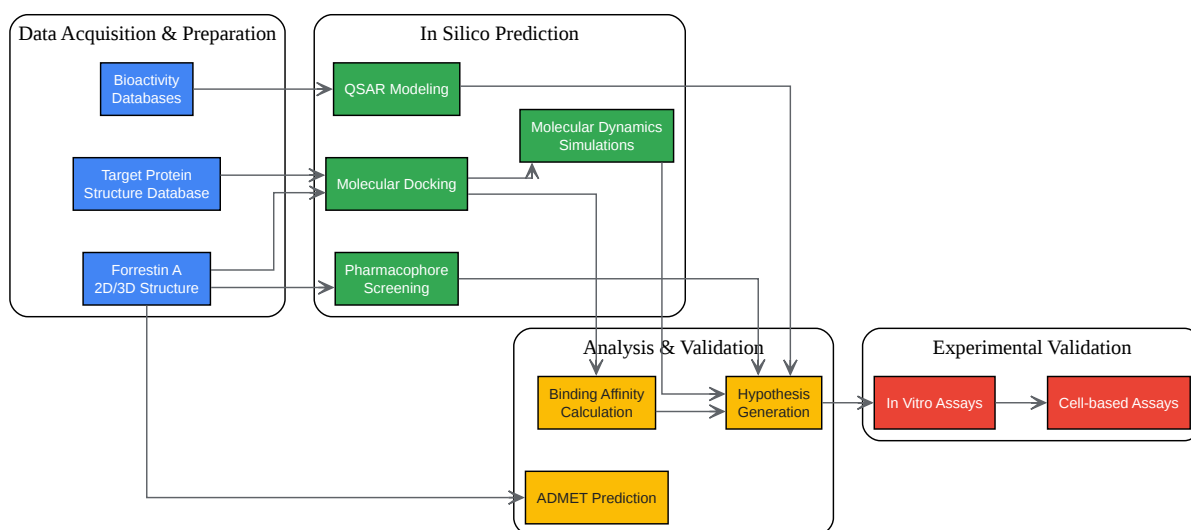 Data Acquisition & Preparation
Bioactivity
Databases
Target Protein
Structure Database
Forrestin A
2D/3D Structure
In Silico Prediction
QSAR Modeling
Molecular Dynamics
Simulations
Molecular Docking
Pharmacophore
Screening
Analysis & Validation
Binding Affinity
Calculation
Hypothesis
Generation
ADMET Prediction
Experimental Validation
In Vitro Assays
Cell-based Assays